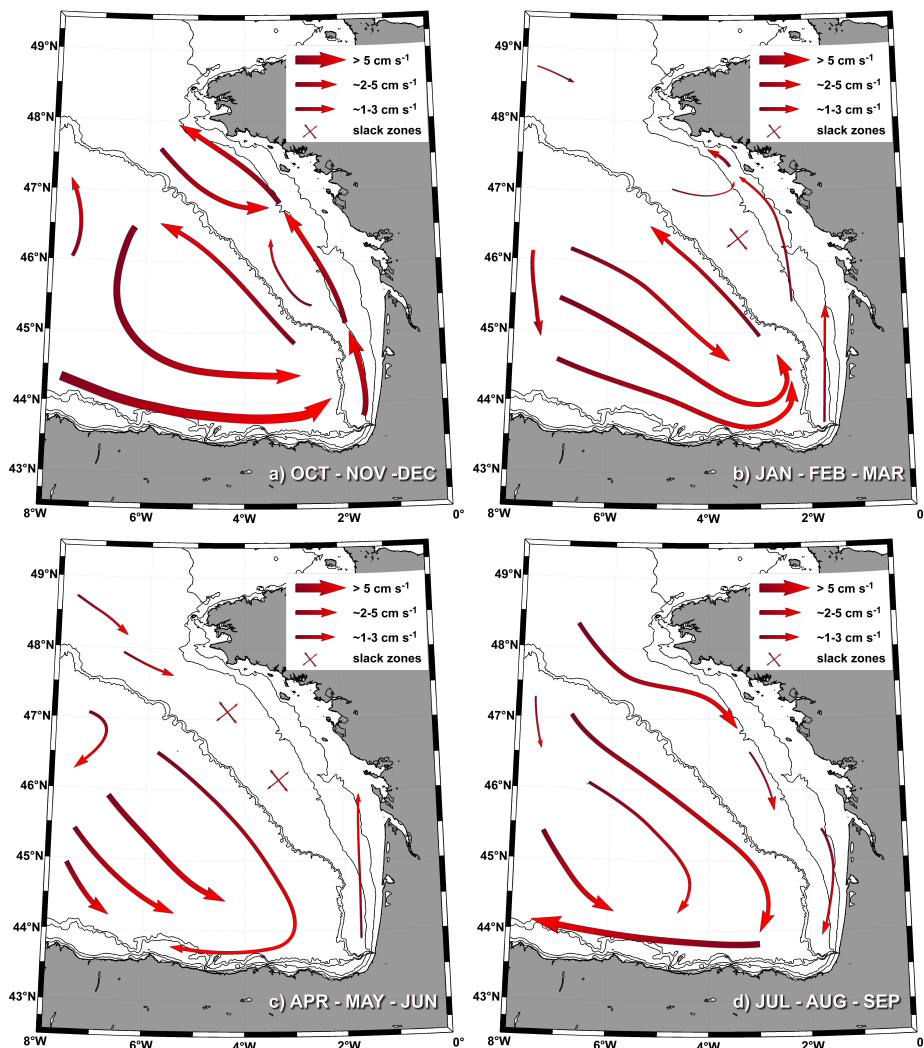 49°N
48°N
47°N
46°N
45°N
44°N
43°N
8°W
6°W
4°W
2°W
0°
> 5 cm s⁻¹
~2-5 cm s⁻¹
~1-3 cm s⁻¹
slack zones
a) OCT - NOV -DEC
49°N
48°N
47°N
46°N
45°N
44°N
43°N
8°W
6°W
4°W
2°W
0
> 5 cm s⁻¹
~2-5 cm s⁻¹
~1-3 cm s⁻¹
slack zones
b) JAN - FEB - MAR
49°N
48°N
47°N
46°N
45°N
44°N
43°N
8°W
6°W
4°W
2°W
0°
> 5 cm s⁻¹
~2-5 cm s⁻¹
~1-3 cm s⁻¹
slack zones
c) APR - MAY - JUN
49°N
48°N
47°N
46°N
45°N
44°N
43°N
8°W
6°W
4°W
2°W
0
> 5 cm s⁻¹
~2-5 cm s⁻¹
~1-3 cm s⁻¹
slack zones
d) JUL - AUG - SEP